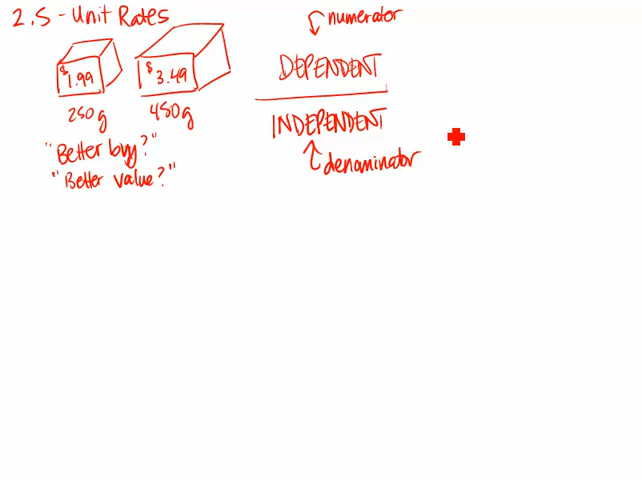 2.5 - Unit Rates
$1.99
$3.49
250g
450g
"Better buy?"
"Better value?"
numerator
DEPENDENT
INDEPENDENT
denominator